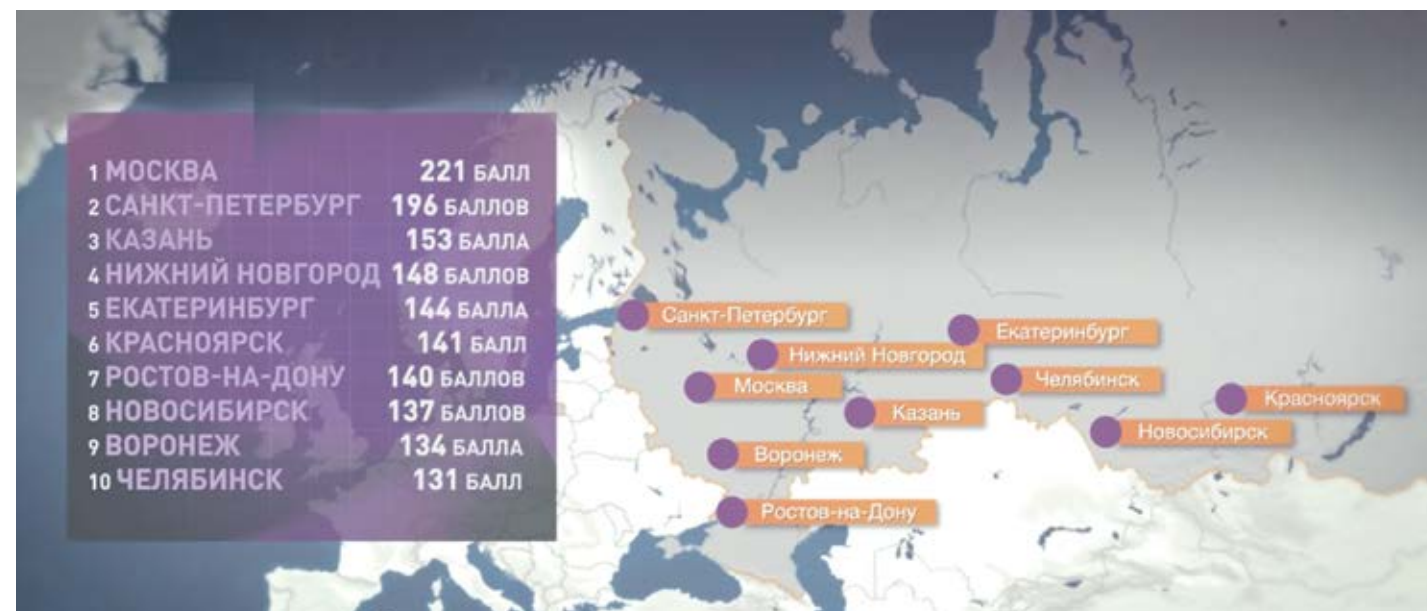 1 МОСКВА 221 БАЛЛ
2 САНКТ-ПЕТЕРБУРГ 196 БАЛЛОВ
3 КАЗАНЬ 153 БАЛЛА
4 НИЖНИЙ НОВГОРОД 148 БАЛЛОВ
5 ЕКАТЕРИНБУРГ 144 БАЛЛА
6 КРАСНОЯРСК 141 БАЛЛ
7 РОСТОВ-НА-ДОНУ 140 БАЛЛОВ
8 НОВОСИБИРСК 137 БАЛЛОВ
9 ВОРОНЕЖ 134 БАЛЛА
10 ЧЕЛЯБИНСК 131 БАЛЛ
Санкт-Петербург
Екатеринбург
Нижний Новгород
Москва
Челябинск
Казань
Красноярск
Новосибирск
Воронеж
Ростов-на-Дону